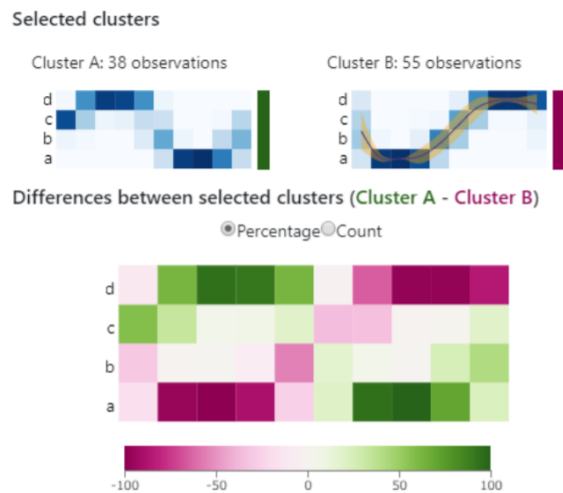 Selected clusters
Cluster A: 38 observations
Cluster B: 55 observations
d
c
b
a
d
c
b
a
Differences between selected clusters (Cluster A - Cluster B)
Percentage Count
d
c
b
a
-100 -50 0 50 100